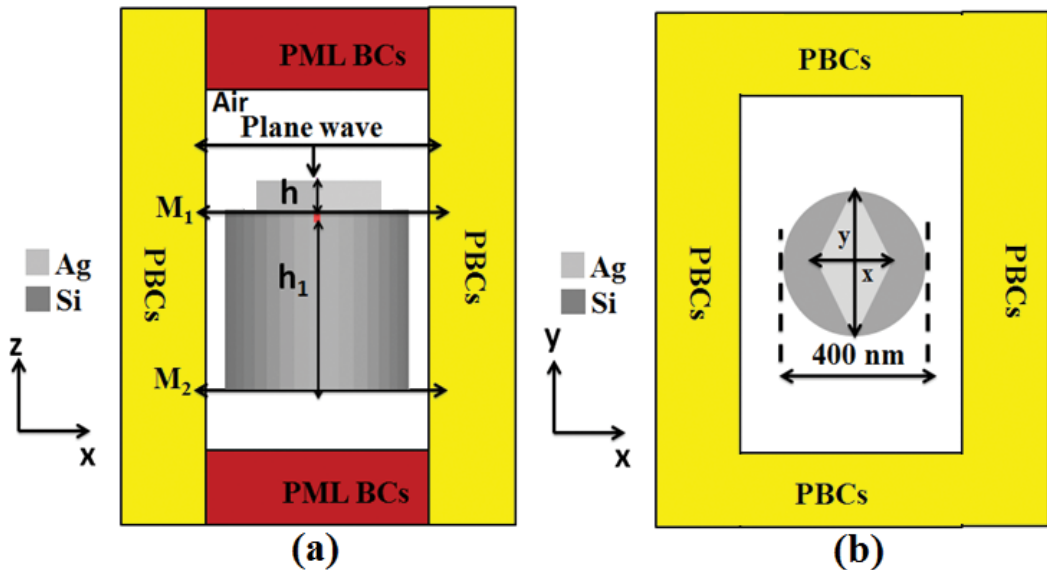 PML BCs
Air
Plane wave
h
M1
PBCs
PBCs
Ag
Si
h1
z
M2
x
PML BCs
(a)
PBCs
PBCs
PBCs
y
x
Ag
Si
400 nm
y
x
PBCs
(b)